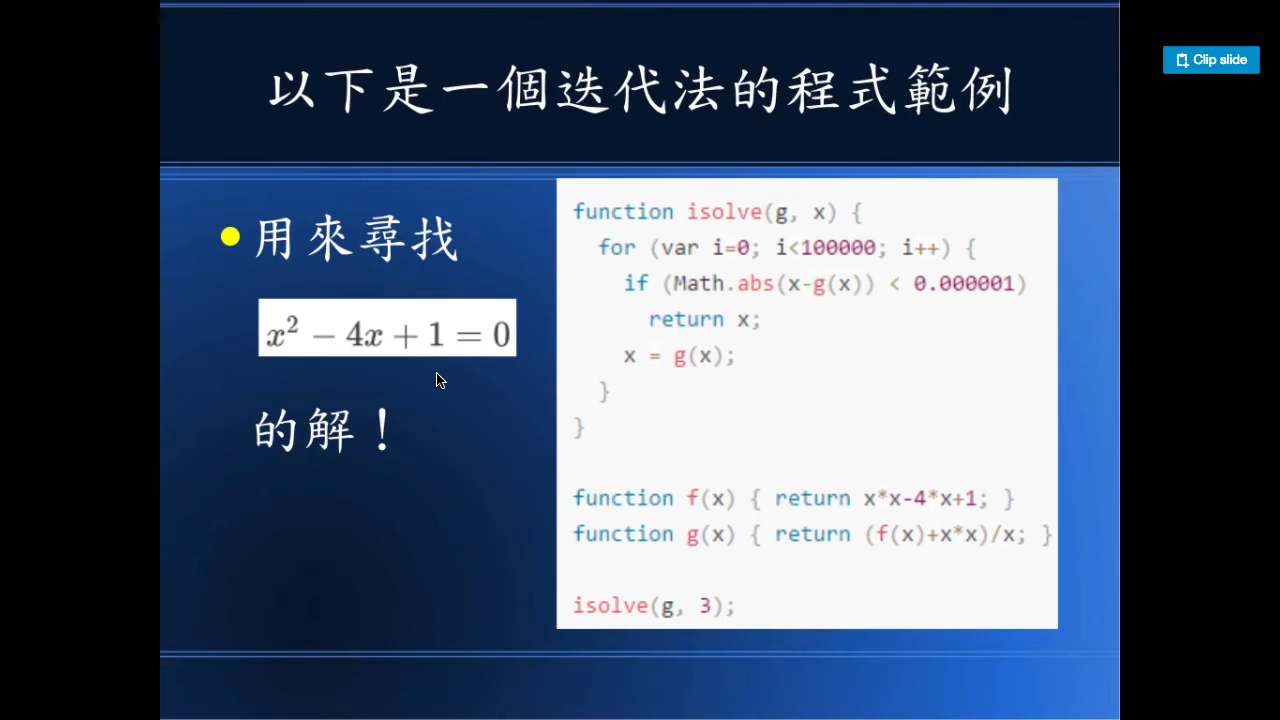 Clip slide
以下是一個迭代法的程式範例
用來尋找
x² − 4x + 1 = 0
的解！
function isolve(g, x) {
  for (var i=0; i<100000; i++) {
    if (Math.abs(x-g(x)) < 0.000001)
      return x;
    x = g(x);
  }
}
function f(x) { return x*x-4*x+1; }
function g(x) { return (f(x)+x*x)/x; }
isolve(g, 3);